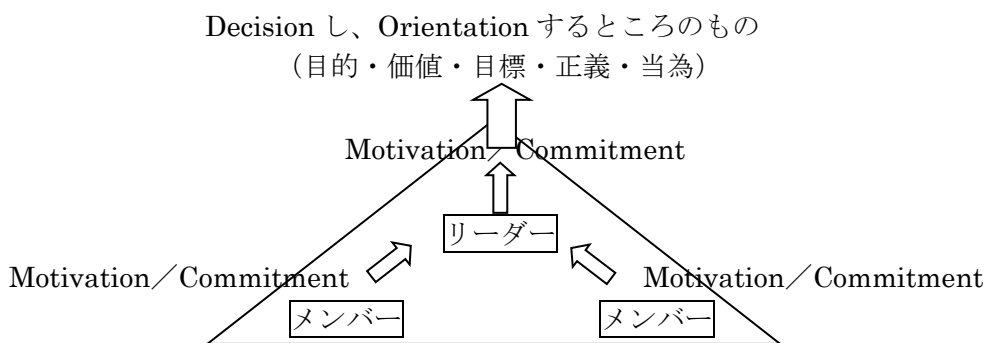 Decision し、Orientation するところのもの
（目的・価値・目標・正義・当為）
Motivation／Commitment
リーダー
Motivation／Commitment
Motivation／Commitment
メンバー
メンバー